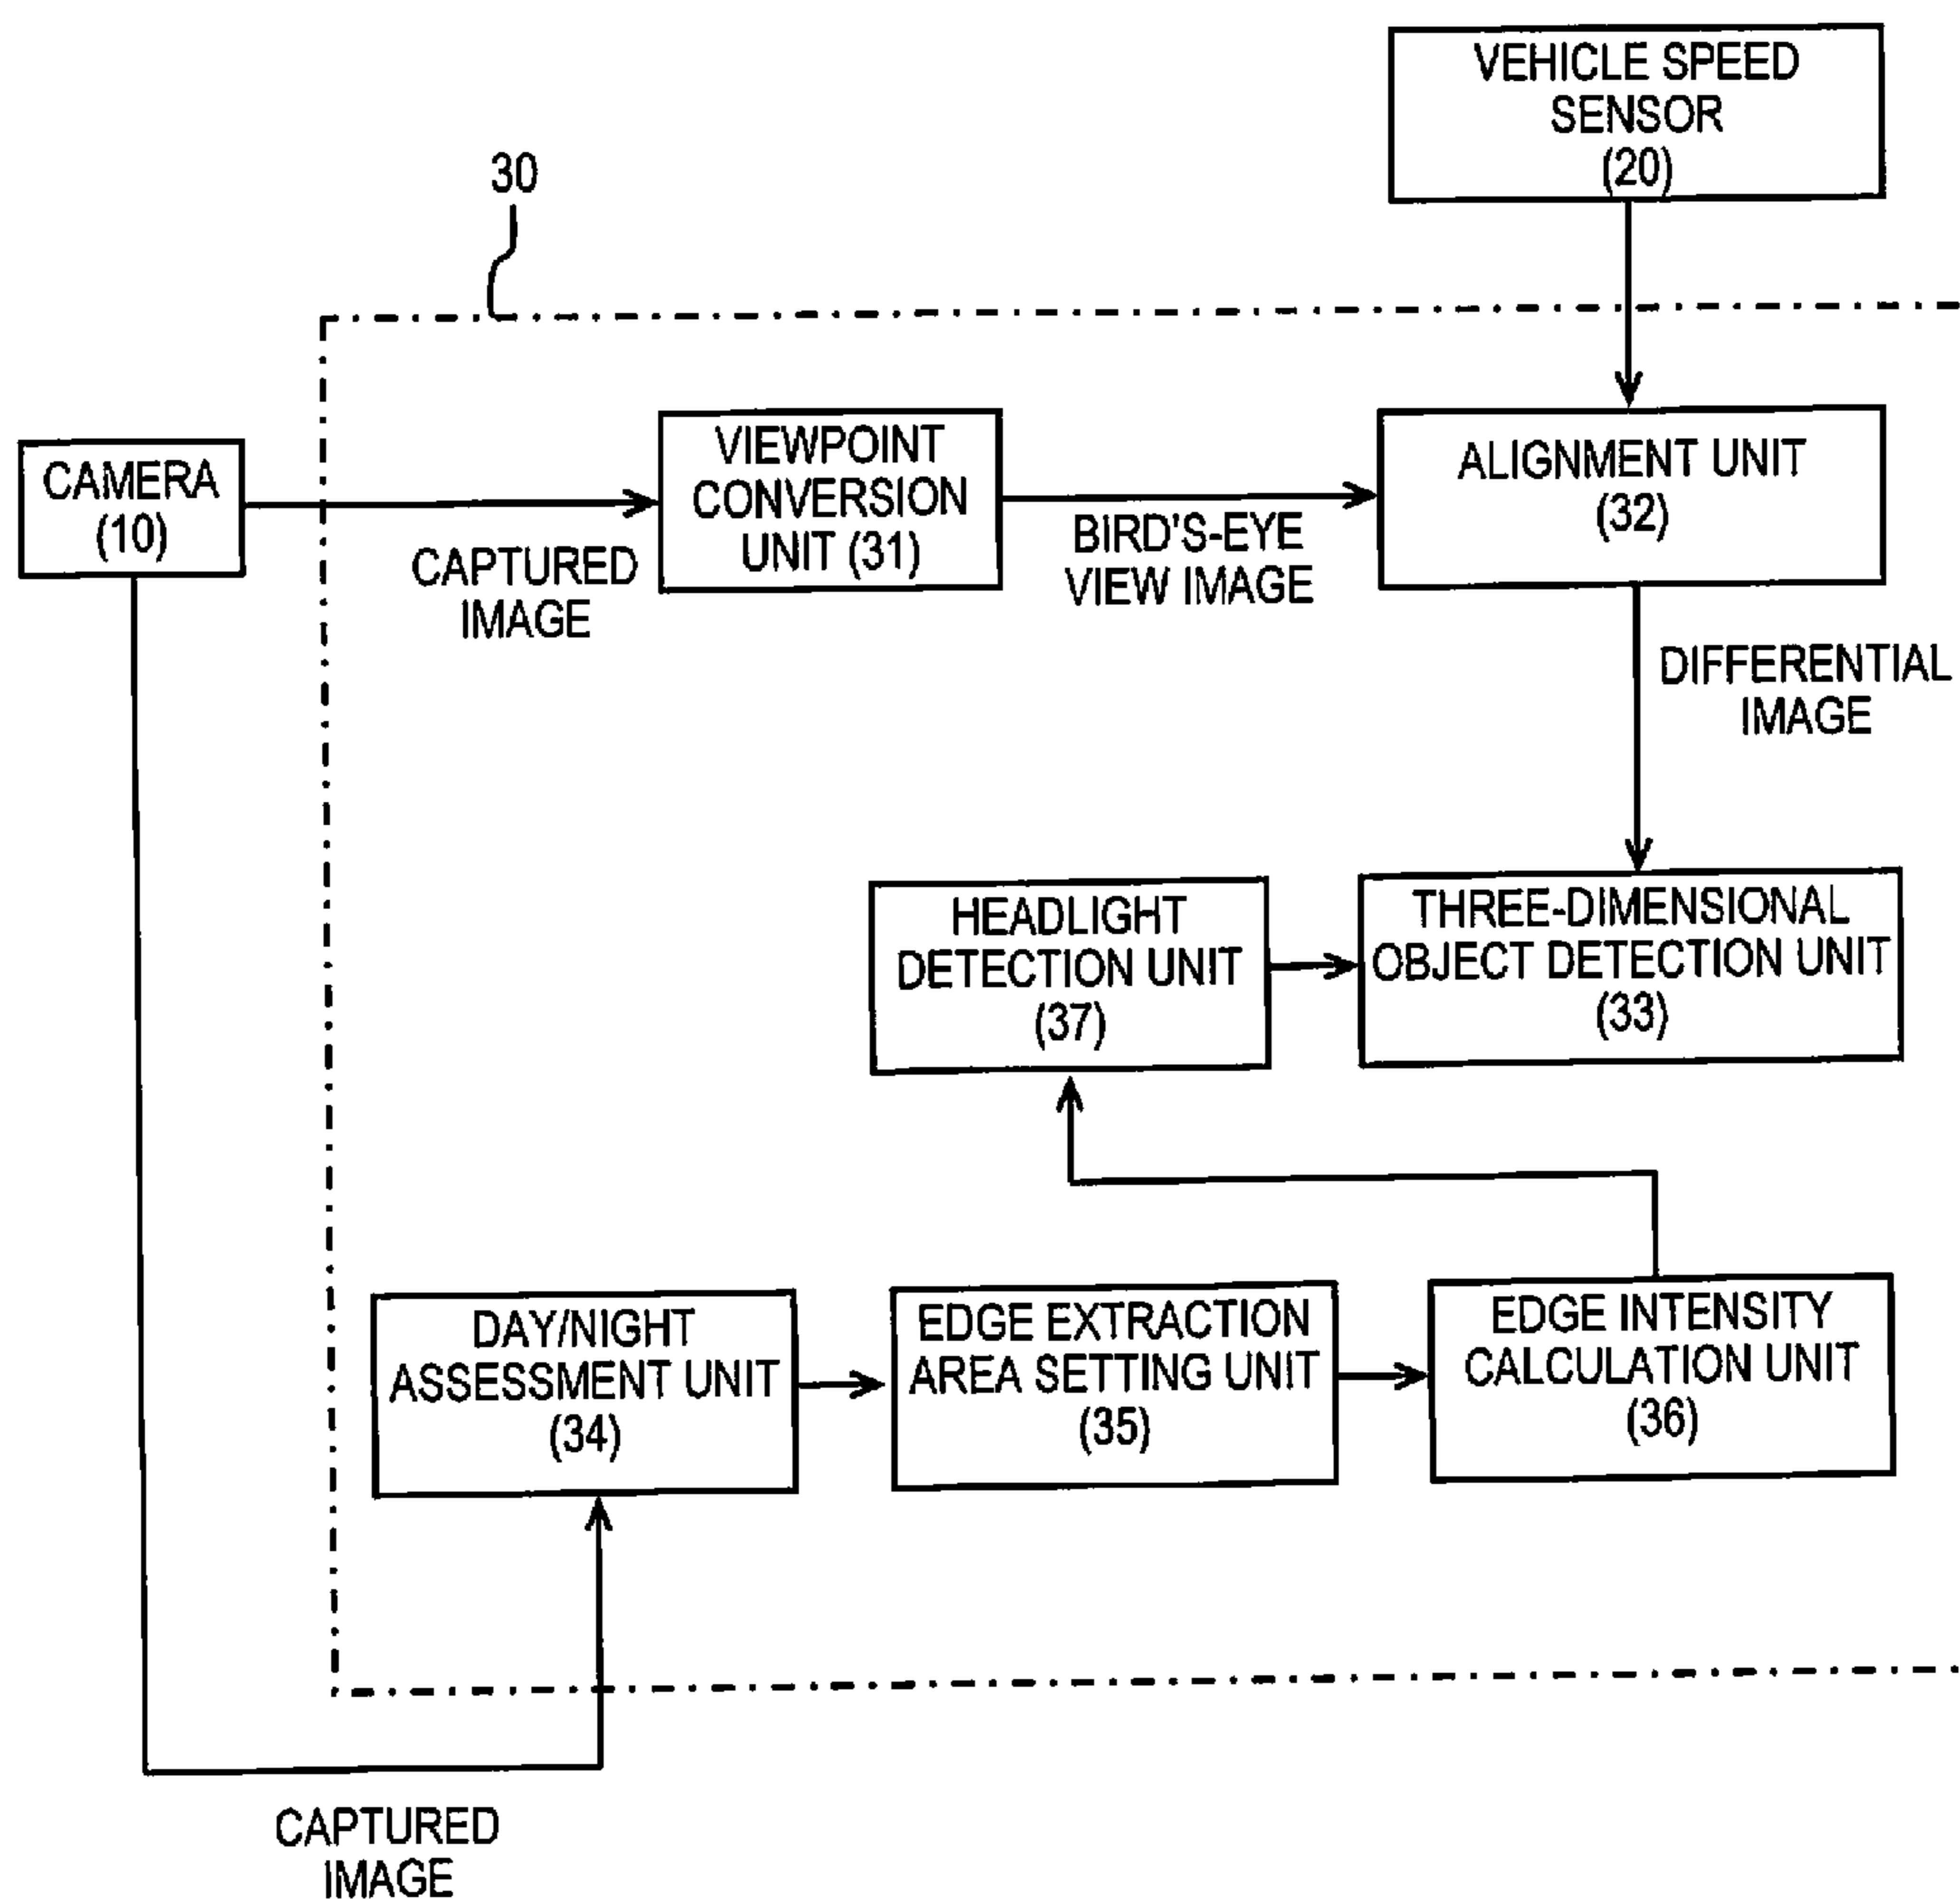 VEHICLE SPEED
SENSOR
(20)
30
CAMERA
(10)
CAPTURED
IMAGE
VIEWPOINT
CONVERSION
UNIT (31)
BIRD'S-EYE
VIEW IMAGE
ALIGNMENT UNIT
(32)
DIFFERENTIAL
IMAGE
HEADLIGHT
DETECTION UNIT
(37)
THREE-DIMENSIONAL
OBJECT DETECTION UNIT
(33)
DAY/NIGHT
ASSESSMENT UNIT
(34)
EDGE EXTRACTION
AREA SETTING UNIT
(35)
EDGE INTENSITY
CALCULATION UNIT
(36)
CAPTURED
IMAGE